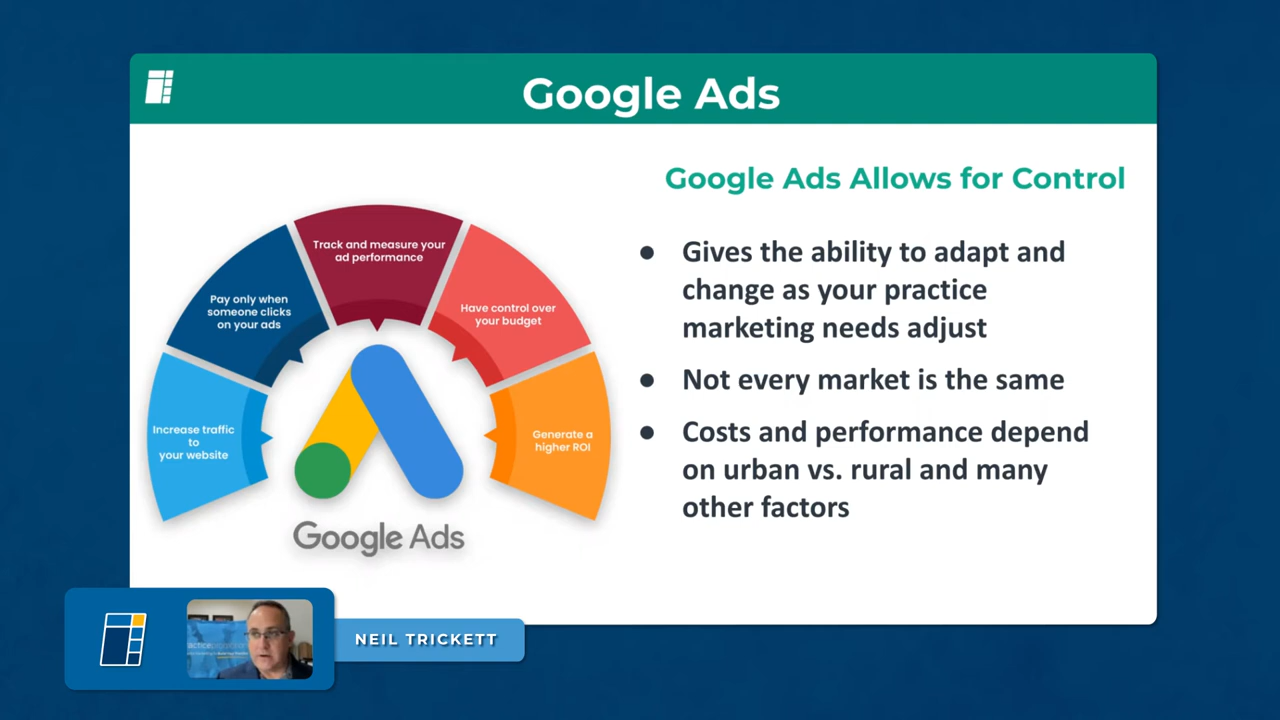 Google Ads
Google Ads Allows for Control
Track and measure your
ad performance
Pay only when
someone clicks
on your ads
Have control over
your budget
Increase traffic
to
your website
Generate a
higher ROI
Google Ads
● Gives the ability to adapt and
change as your practice
marketing needs adjust
● Not every market is the same
● Costs and performance depend
on urban vs. rural and many
other factors
NEIL TRICKETT